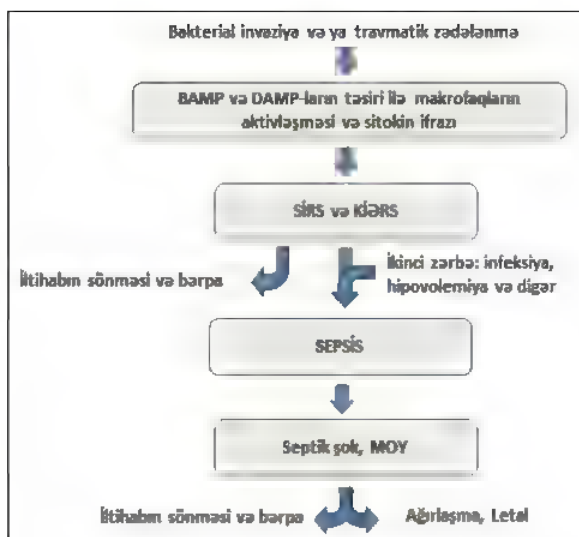 Bakterial invaziya və ya travmatik zədələnmə
BAMP və DAMP-ların təsiri ilə makrofaqların
aktivləşməsi və sitokin ifrazı
SİRS və KİƏRS
İltihabın sönməsi və bərpa
İkinci zərbə: infeksiya,
hipovolemiya və digər
SEPSİS
Septik şok, MOY
İltihabın sönməsi və bərpa
Ağırlaşma, Letal